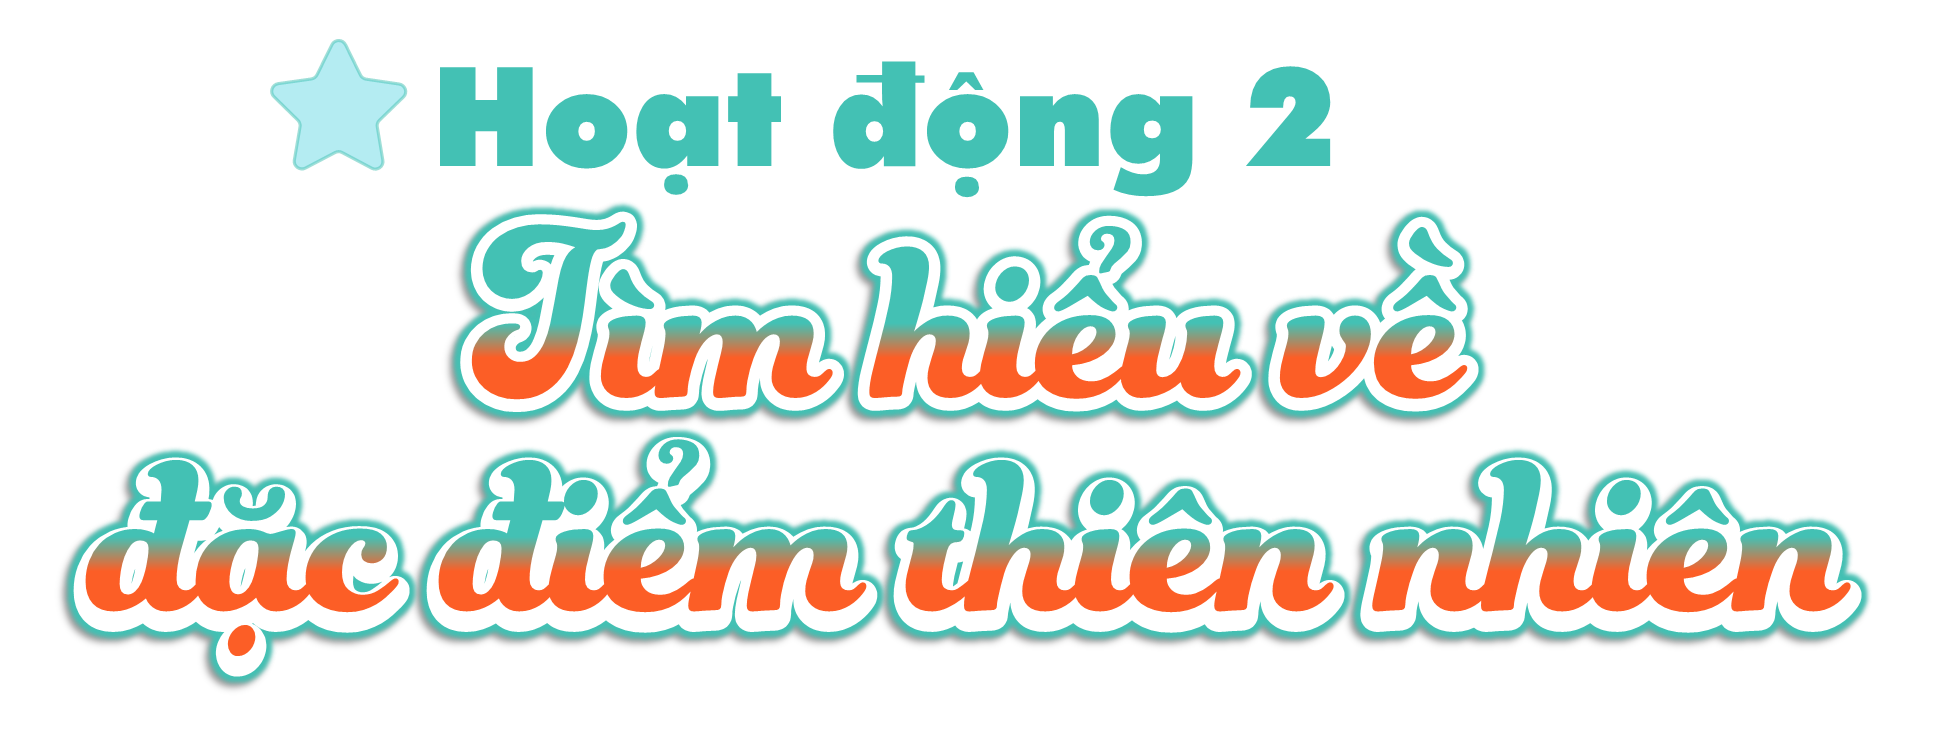 Hoạt động 2
Tìm hiểu về
đặc điểm thiên nhiên